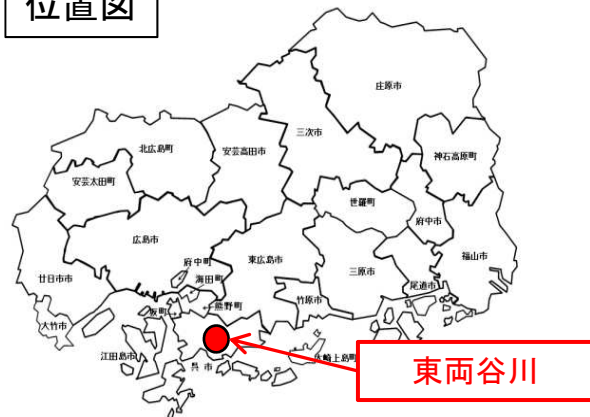 位置図
庄原市
三次市
北広島町
安芸高田市
神石高原町
安芸太田町
世羅町
府中市
広島市
府中町
東広島市
福山市
海田町
三原市
廿日市市
尾道市
竹原市
熊野町
坂町
大竹市
江田島市
大崎上島町
呉市
東両谷川